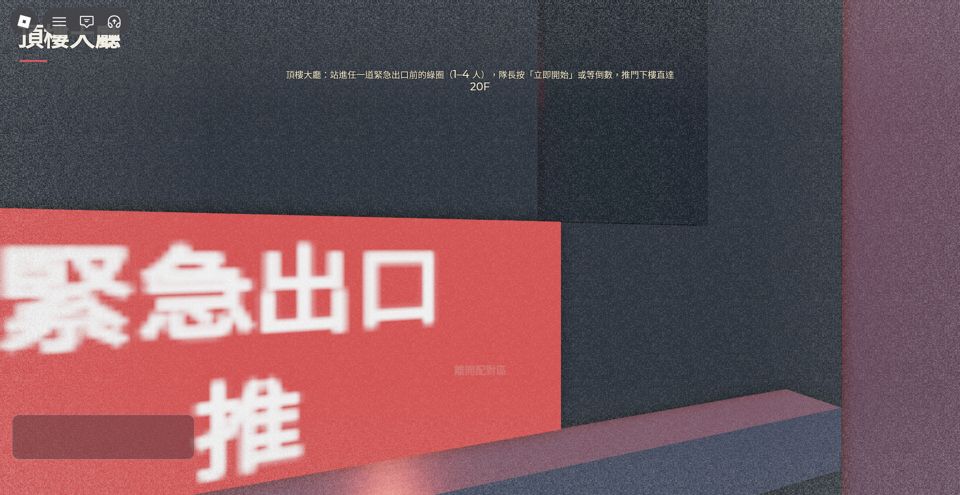 頂樓大廳
頂樓大廳：站進任一道緊急出口前的綠圈（1–4 人），隊長按「立即開始」或等倒數，推門下樓直達
20F
緊急出口
推
離開配對區